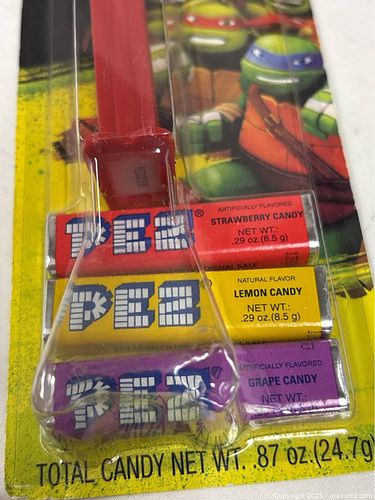 PEZ®
ARTIFICIALLY FLAVORED
STRAWBERRY CANDY
NET WT.:
.29 oz.(8.5 g)
PEZ
NATURAL FLAVOR
LEMON CANDY
NET WT.:
.29 oz.(8.5 g)
PEZ
ARTIFICIALLY FLAVORED
GRAPE CANDY
NET WT.:
TOTAL CANDY NET WT. .87 oz.(24.7g)